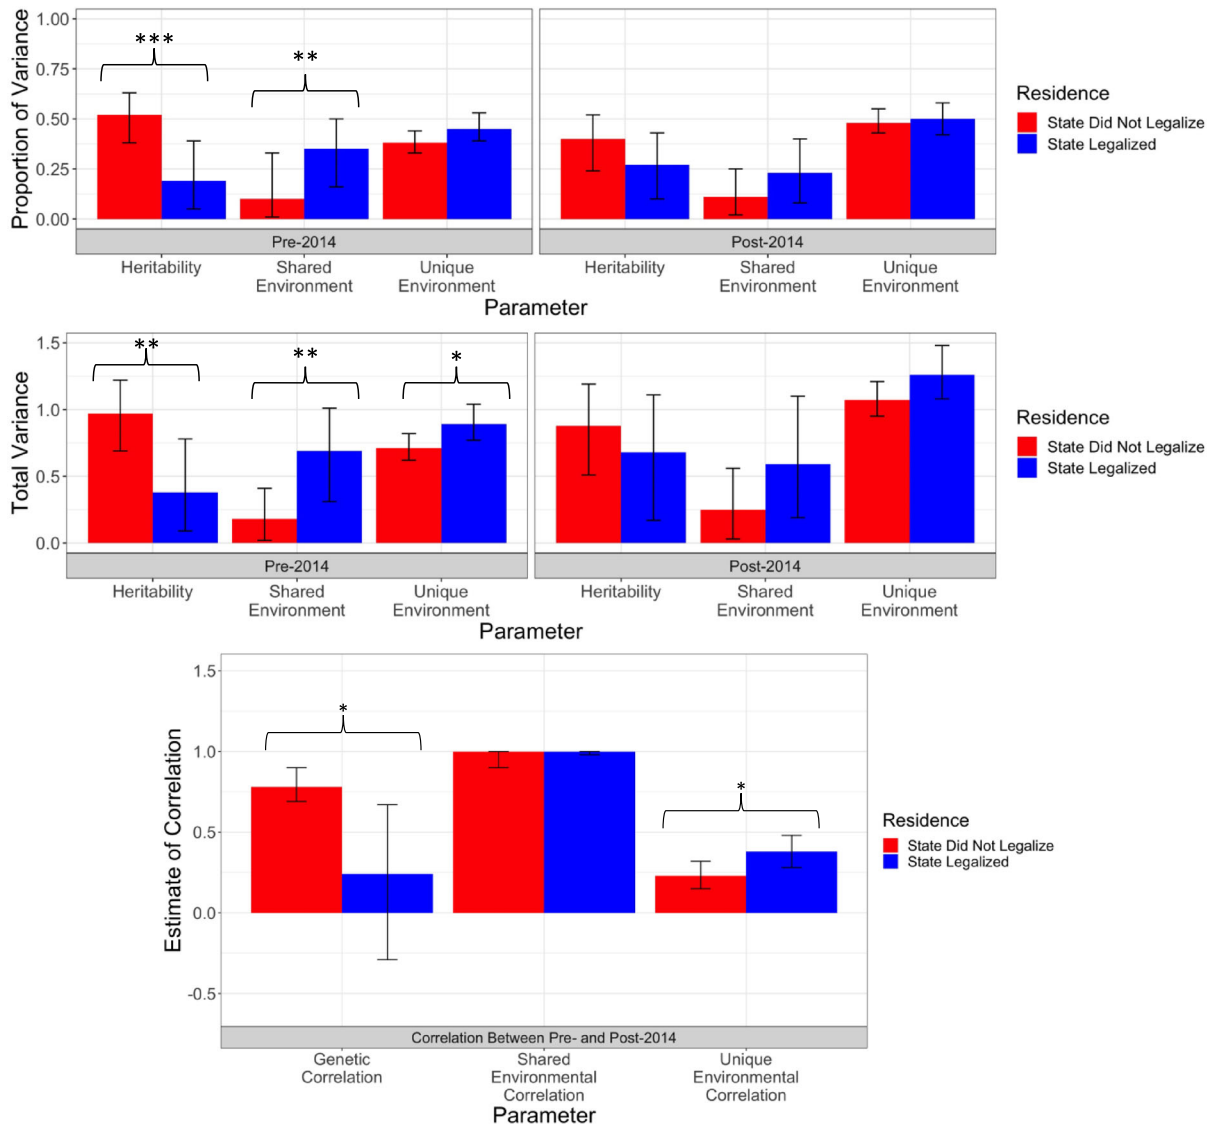 Proportion of Variance
1.00
0.75
0.50
0.25
0.00
***
**
Pre-2014
Post-2014
Heritability
Shared
Environment
Unique
Environment
Heritability
Shared
Environment
Unique
Environment
Parameter
Residence
State Did Not Legalize
State Legalized
Total Variance
1.5
1.0
0.5
0.0
**
**
*
Pre-2014
Post-2014
Heritability
Shared
Environment
Unique
Environment
Heritability
Shared
Environment
Unique
Environment
Parameter
Residence
State Did Not Legalize
State Legalized
Estimate of Correlation
1.5
1.0
0.5
0.0
-0.5
*
*
Correlation Between Pre- and Post-2014
Genetic
Correlation
Shared
Environmental
Correlation
Unique
Environmental
Correlation
Parameter
Residence
State Did Not Legalize
State Legalized